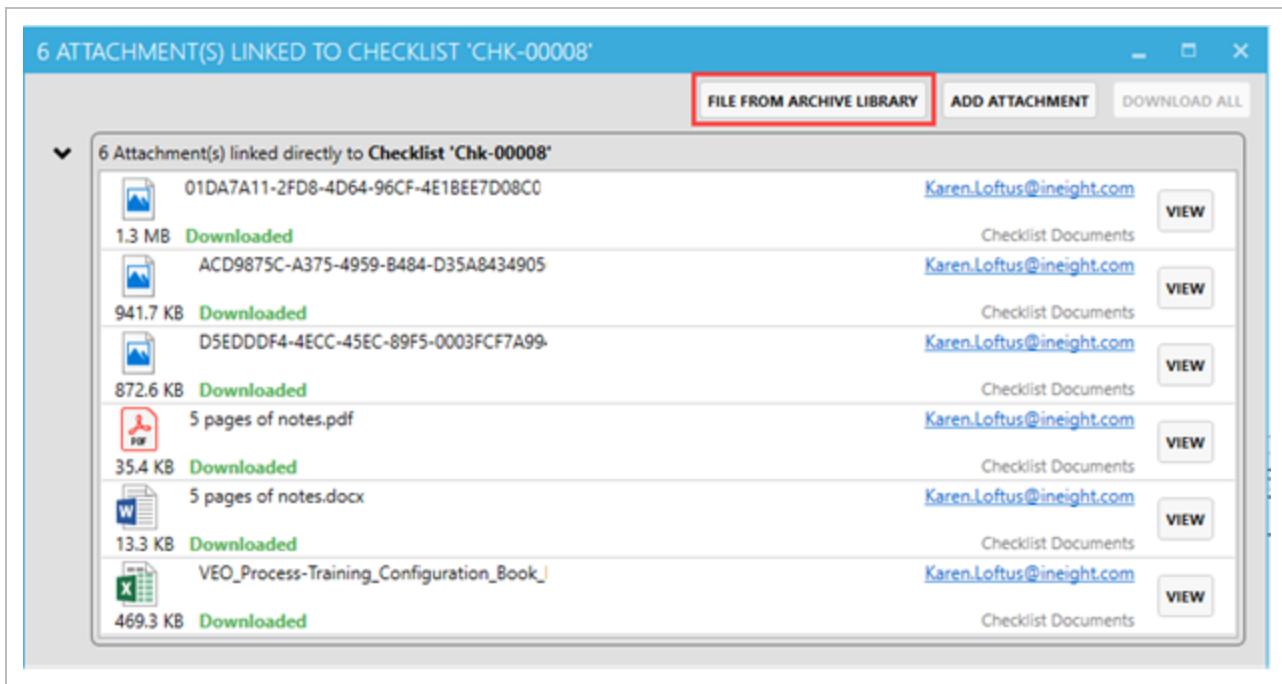 6 ATTACHMENT(S) LINKED TO CHECKLIST 'CHK-00008'
FILE FROM ARCHIVE LIBRARY ADD ATTACHMENT DOWNLOAD ALL
6 Attachment(s) linked directly to Checklist 'Chk-00008'
01DA7A11-2FD8-4D64-96CF-4E1BEE7D08C0 Karen.Loftus@ineight.com
VIEW
1.3 MB Downloaded Checklist Documents
ACD9875C-A375-4959-B484-D35A8434905 Karen.Loftus@ineight.com
VIEW
941.7 KB Downloaded Checklist Documents
D5EDDDF4-4ECC-45EC-89F5-0003FCF7A99 Karen.Loftus@ineight.com
VIEW
872.6 KB Downloaded Checklist Documents
5 pages of notes.pdf Karen.Loftus@ineight.com
PDF VIEW
35.4 KB Downloaded Checklist Documents
5 pages of notes.docx Karen.Loftus@ineight.com
W VIEW
13.3 KB Downloaded Checklist Documents
VEO_Process-Training_Configuration_Book_ Karen.Loftus@ineight.com
X VIEW
469.3 KB Downloaded Checklist Documents